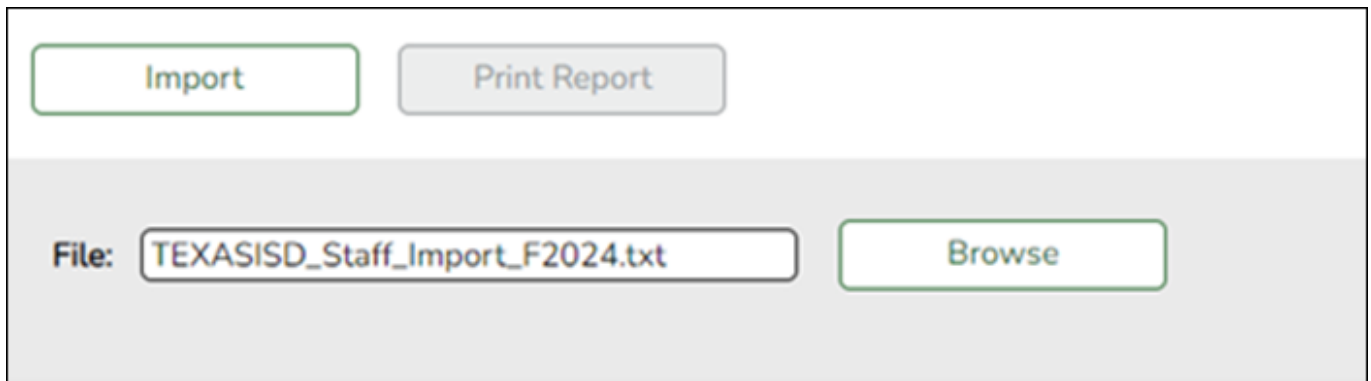 Import Print Report
File: TEXASISD_Staff_Import_F2024.txt Browse